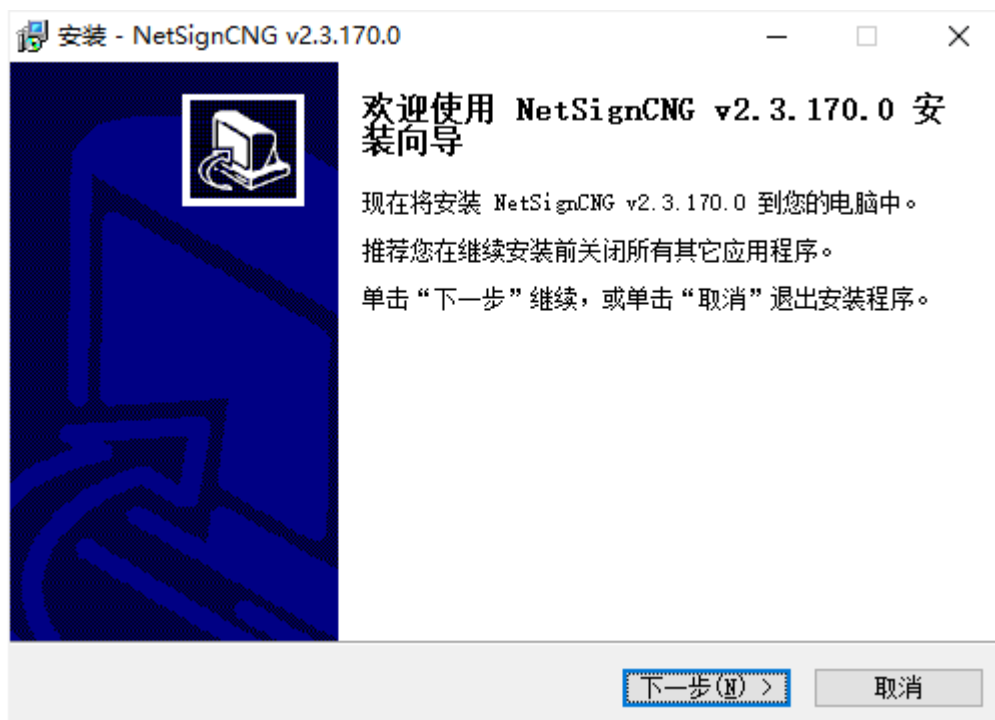 安装 - NetSignCNG v2.3.170.0
欢迎使用 NetSignCNG v2.3.170.0 安
装向导
现在将安装 NetSignCNG v2.3.170.0 到您的电脑中。
推荐您在继续安装前关闭所有其它应用程序。
单击“下一步”继续，或单击“取消”退出安装程序。
下一步(N) >
取消